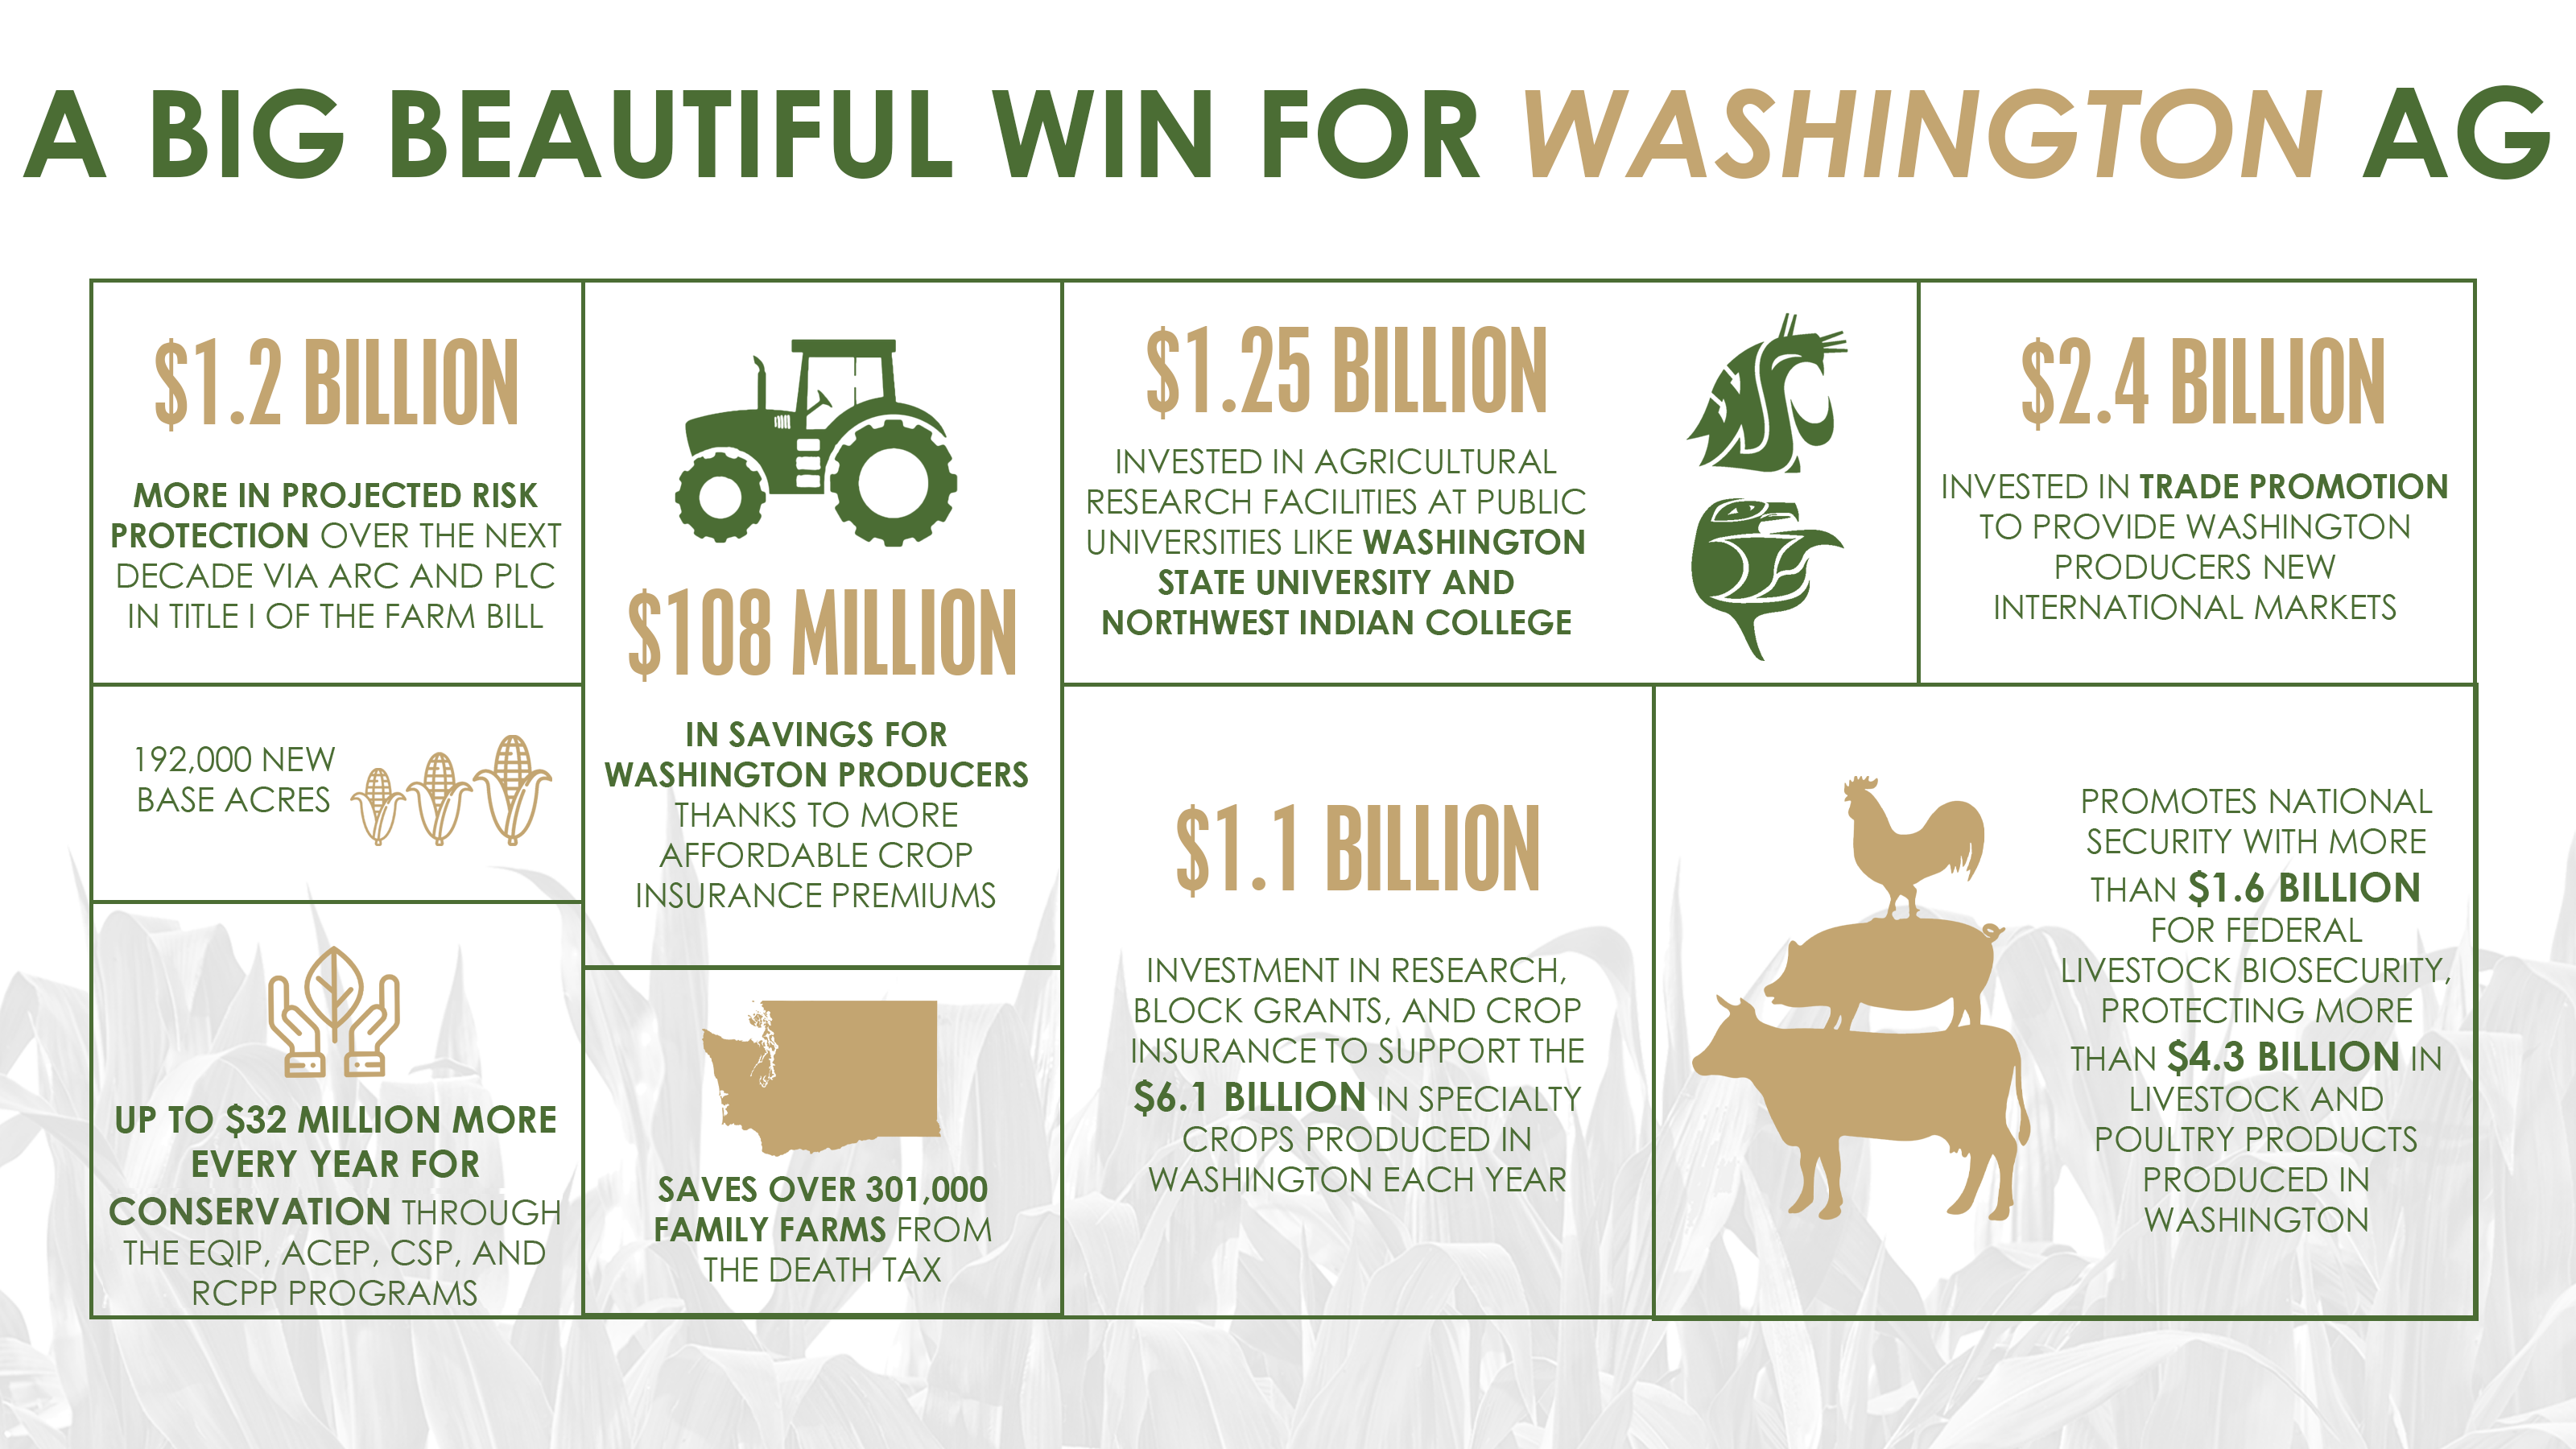 A BIG BEAUTIFUL WIN FOR WASHINGTON AG
$1.2 BILLION
MORE IN PROJECTED RISK
PROTECTION OVER THE NEXT
DECADE VIA ARC AND PLC
IN TITLE I OF THE FARM BILL
192,000 NEW
BASE ACRES
UP TO $32 MILLION MORE
EVERY YEAR FOR
CONSERVATION THROUGH
THE EQIP, ACEP, CSP, AND
RCPP PROGRAMS
$108 MILLION
IN SAVINGS FOR
WASHINGTON PRODUCERS
THANKS TO MORE
AFFORDABLE CROP
INSURANCE PREMIUMS
SAVES OVER 301,000
FAMILY FARMS FROM
THE DEATH TAX
$1.25 BILLION
INVESTED IN AGRICULTURAL
RESEARCH FACILITIES AT PUBLIC
UNIVERSITIES LIKE WASHINGTON
STATE UNIVERSITY AND
NORTHWEST INDIAN COLLEGE
WSC
$2.4 BILLION
INVESTED IN TRADE PROMOTION
TO PROVIDE WASHINGTON
PRODUCERS NEW
INTERNATIONAL MARKETS
$1.1 BILLION
INVESTMENT IN RESEARCH,
BLOCK GRANTS, AND CROP
INSURANCE TO SUPPORT THE
$6.1 BILLION IN SPECIALTY
CROPS PRODUCED IN
WASHINGTON EACH YEAR
PROMOTES NATIONAL
SECURITY WITH MORE
THAN $1.6 BILLION
FOR FEDERAL
LIVESTOCK BIOSECURITY,
PROTECTING MORE
THAN $4.3 BILLION IN
LIVESTOCK AND
POULTRY PRODUCTS
PRODUCED IN
WASHINGTON